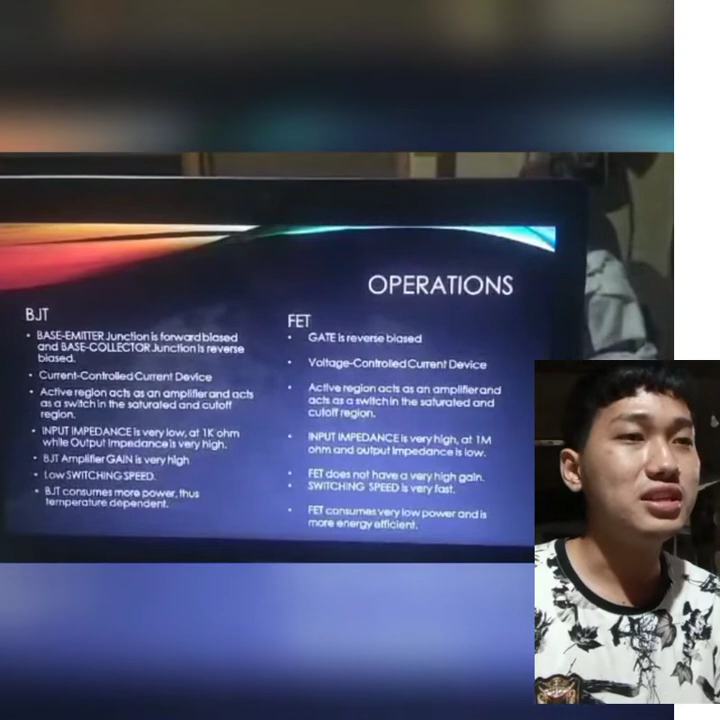 OPERATIONS
BJT
• BASE-EMITTER Junction is forward biased
and BASE-COLLECTOR Junction is reverse
biased.
• Current-Controlled Current Device
• Active region acts as an amplifier and acts
as a switch in the saturated and cutoff
region.
• INPUT IMPEDANCE is very low, at 1K ohm
while Output Impedance is very high.
• BJT Amplifier GAIN is very high
• Low SWITCHING SPEED.
• BJT consumes more power, thus
temperature dependent.
FET
• GATE is reverse biased
• Voltage-Controlled Current Device
• Active region acts as an amplifier and
acts as a switch in the saturated and
cutoff region.
• INPUT IMPEDANCE is very high, at 1M
ohm and output Impedance is low.
• FET does not have a very high gain.
• SWITCHING SPEED is very fast.
• FET consumes very low power and is
more energy efficient.